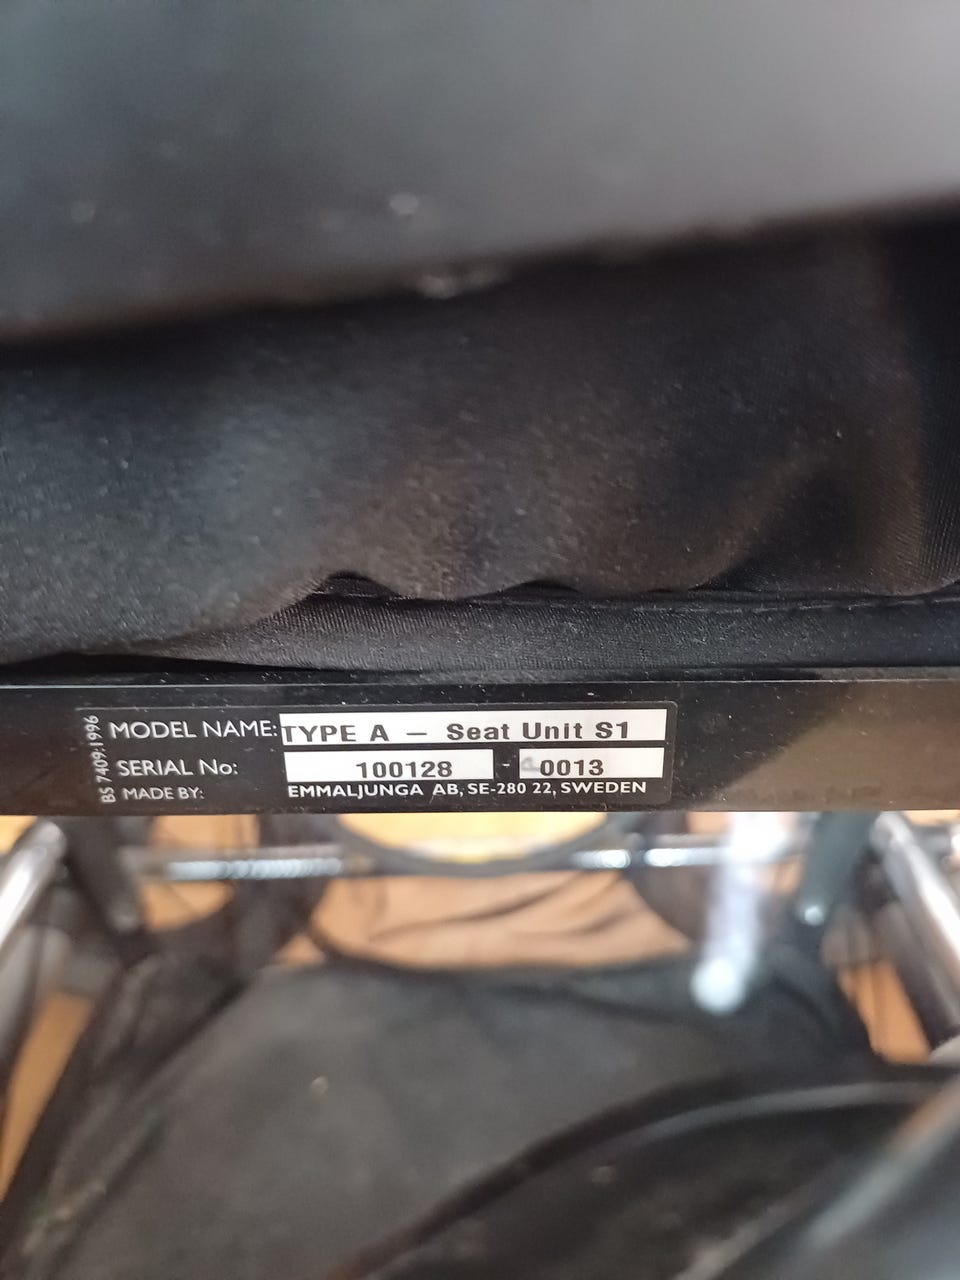 BS 7409:1996
MODEL NAME: TYPE A — Seat Unit S1
SERIAL No: 100128 - 0013
MADE BY: EMMALJUNGA AB, SE-280 22, SWEDEN